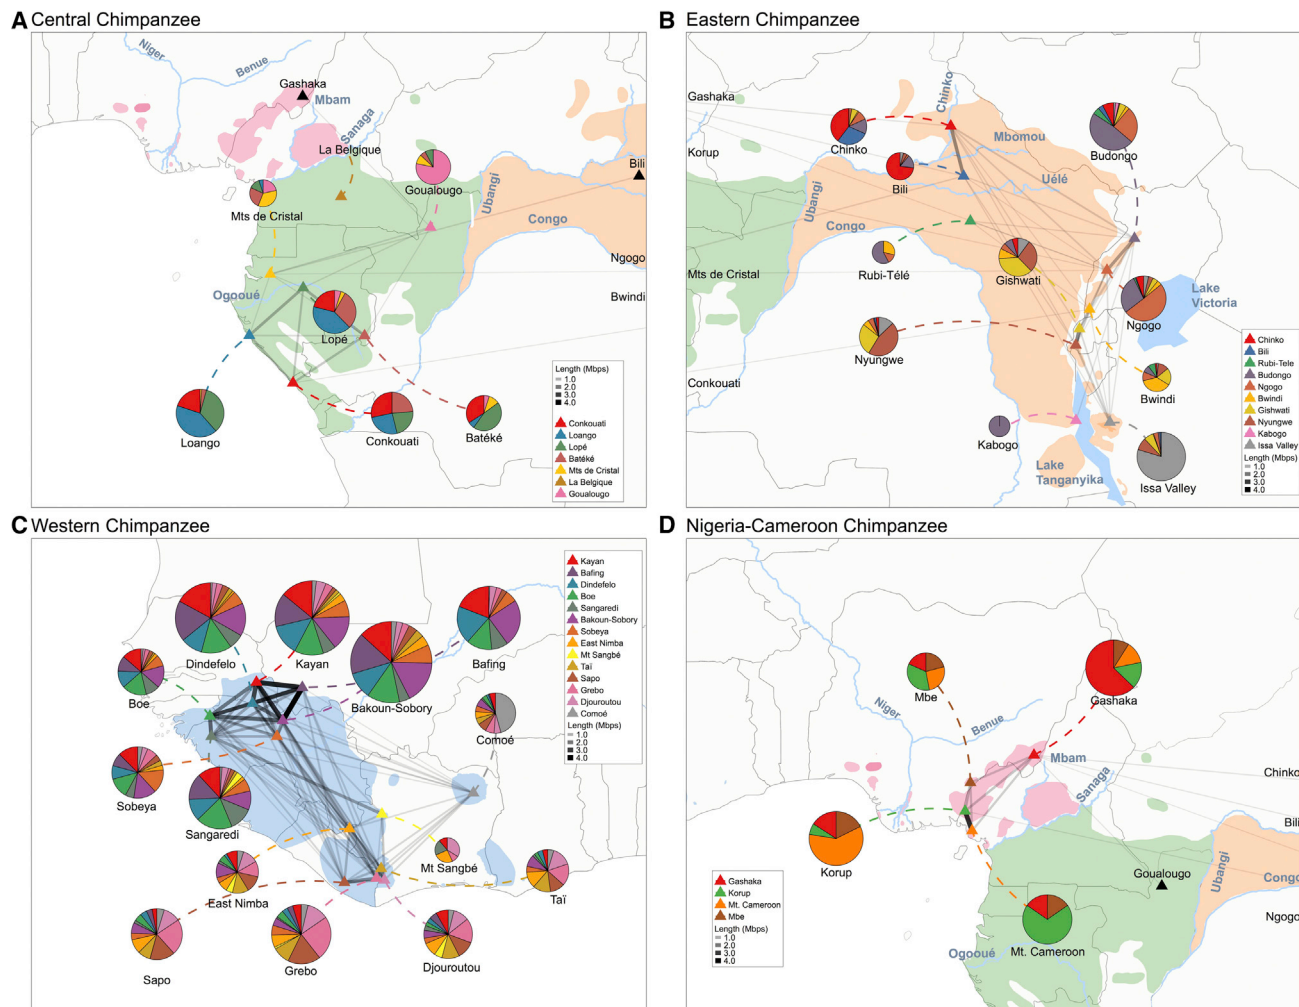 A Central Chimpanzee
Niger
Benue
Gashaka
Mbam
Sanaga
La Belgique
Goualougo
Mts de Cristal
Ubangi
Bili
Congo
Ngogo
Ogooué
Bwindi
Lopé
Loango
Conkouati
Batéké
Length (Mbps)
1.0
2.0
3.0
4.0
Conkouati
Loango
Lopé
Batéké
Mts de Cristal
La Belgique
Goualougo
B Eastern Chimpanzee
Gashaka
Korup
Chinko
Chinko
Mbomou
Budongo
Bili
Uélé
Ubangi
Congo
Rubi-Télé
Gishwati
Mts de Cristal
Ngogo
Lake
Victoria
Nyungwe
Bwindi
Conkouati
Kabogo
Lake
Tanganyika
Issa Valley
Chinko
Bili
Rubi-Tele
Budongo
Ngogo
Bwindi
Gishwati
Nyungwe
Kabogo
Issa Valley
Length (Mbps)
1.0
2.0
3.0
4.0
C Western Chimpanzee
Dindefelo
Kayan
Bakoun-Sobory
Bafing
Boe
Comoé
Sobeya
Sangaredi
East Nimba
Mt Sangbé
Taï
Sapo
Grebo
Djouroutou
Kayan
Bafing
Dindefelo
Boe
Sangaredi
Bakoun-Sobory
Sobeya
East Nimba
Mt Sangbé
Taï
Sapo
Grebo
Djouroutou
Comoé
Length (Mbps)
1.0
2.0
3.0
4.0
D Nigeria-Cameroon Chimpanzee
Mbe
Gashaka
Niger
Benue
Mbam
Sanaga
Chinko
Bili
Korup
Goualougo
Ubangi
Congo
Ngogo
Mt. Cameroon
Ogooué
Gashaka
Korup
Mt. Cameroon
Mbe
Length (Mbps)
1.0
2.0
3.0
4.0